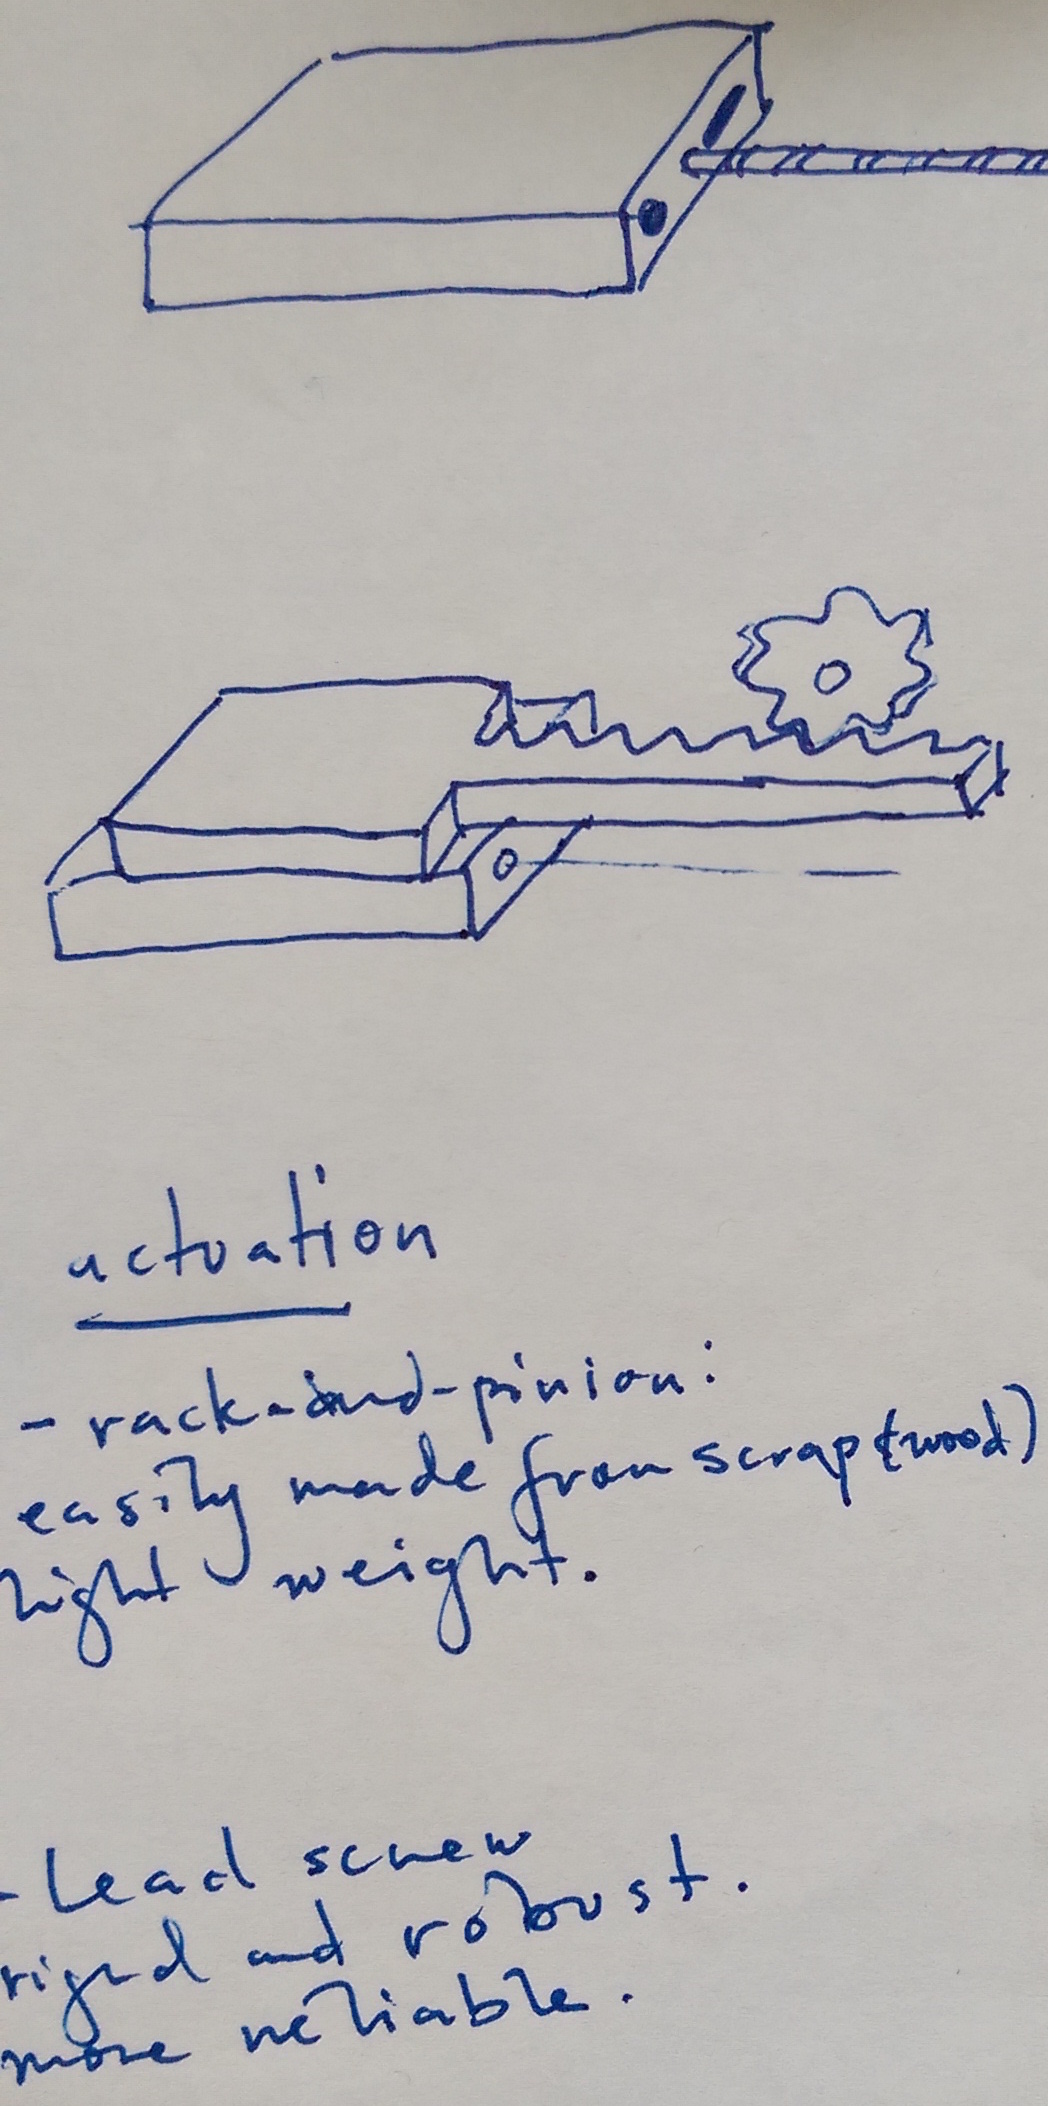 actuation
- rack-and-pinion:
easily made from scrap (wood)
light weight.
- Lead screw
rigid and robust.
more reliable.